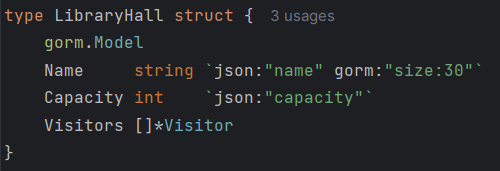 type LibraryHall struct {  3 usages
    gorm.Model
    Name     string `json:"name" gorm:"size:30"`
    Capacity int    `json:"capacity"`
    Visitors []*Visitor
}